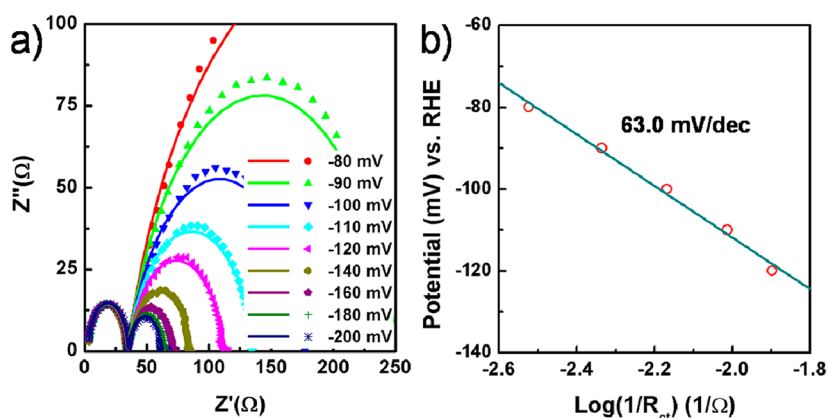 a)
100
75
50
25
0
Z''(Ω)
0 50 100 150 200 250
Z'(Ω)
-80 mV
-90 mV
-100 mV
-110 mV
-120 mV
-140 mV
-160 mV
-180 mV
-200 mV
b)
-60
-80
-100
-120
-140
Potential (mV) vs. RHE
63.0 mV/dec
-2.6 -2.4 -2.2 -2.0 -1.8
Log(1/Rct) (1/Ω)